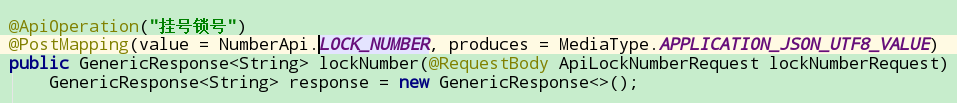 @ApiOperation("挂号锁号")
@PostMapping(value = NumberApi.LOCK_NUMBER, produces = MediaType.APPLICATION_JSON_UTF8_VALUE)
public GenericResponse<String> lockNumber(@RequestBody ApiLockNumberRequest lockNumberRequest)
GenericResponse<String> response = new GenericResponse<>();